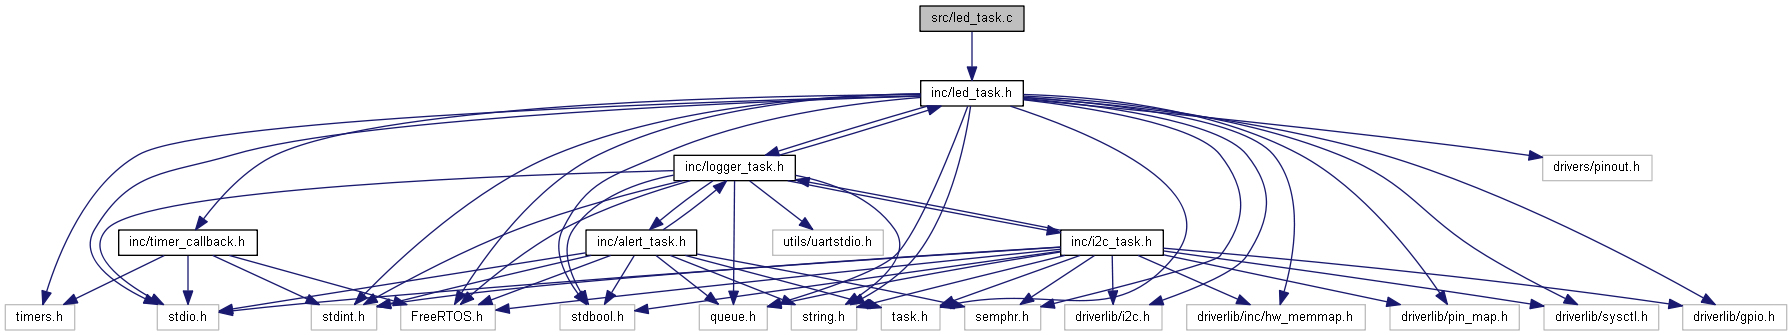 src/led_task.c
inc/led_task.h
inc/logger_task.h
drivers/pinout.h
inc/timer_callback.h
inc/alert_task.h
utils/uartstdio.h
inc/i2c_task.h
timers.h
stdio.h
stdint.h
FreeRTOS.h
stdbool.h
queue.h
string.h
task.h
semphr.h
driverlib/i2c.h
driverlib/inc/hw_memmap.h
driverlib/pin_map.h
driverlib/sysctl.h
driverlib/gpio.h